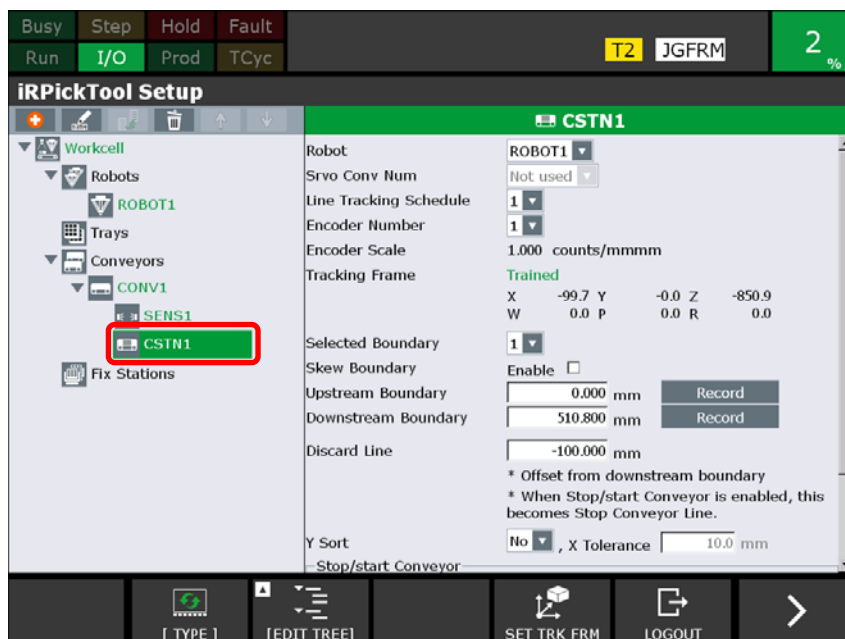 Busy Step Hold Fault
Run I/O Prod TCyc
T2 JGFRM
2 %
iRPickTool Setup
CSTN1
Workcell
Robots
ROBOT1
Trays
Conveyors
CONV1
SENS1
CSTN1
Fix Stations
Robot ROBOT1
Srvo Conv Num Not used
Line Tracking Schedule 1
Encoder Number 1
Encoder Scale 1.000 counts/mmmm
Tracking Frame Trained
X -99.7 Y -0.0 Z -850.9
W 0.0 P 0.0 R 0.0
Selected Boundary 1
Skew Boundary Enable
Upstream Boundary 0.000 mm Record
Downstream Boundary 510.800 mm Record
Discard Line -100.000 mm
* Offset from downstream boundary
* When Stop/start Conveyor is enabled, this
becomes Stop Conveyor Line.
Y Sort No , X Tolerance 10.0 mm
Stop/start Conveyor
[ TYPE ] [EDIT TREE] SET TRK FRM LOGOUT >